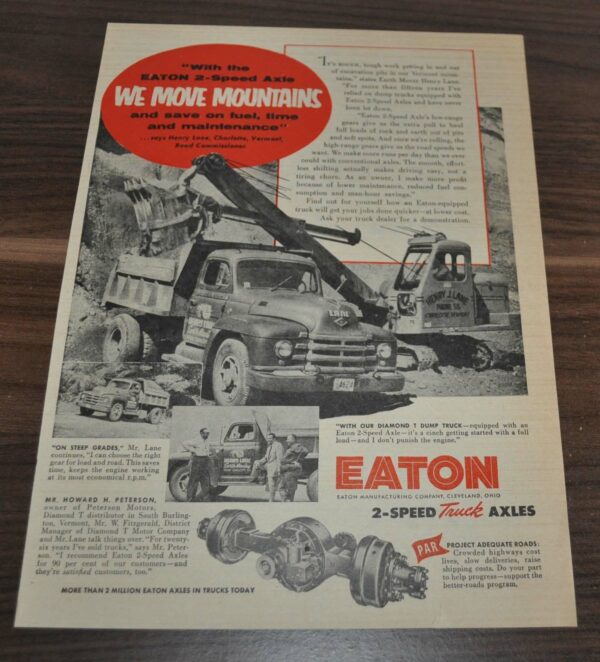 "With the
EATON 2-Speed Axle
WE MOVE MOUNTAINS
and save on fuel, time
and maintenance"
...says Henry Lane, Charlotte, Vermont,
Road Commissioner
"It's rough, tough work getting in and out
of excavation pits in our Vermont moun-
tains," states Earth Mover Henry Lane.
"For more than fifteen years I've
relied on dump trucks equipped with
Eaton 2-Speed Axles and have never
been let down.
"Eaton 2-Speed Axle's low-range
gears give us the extra pull to haul
full loads of rock and earth out of pits
and soft spots. And once we're rolling, the
high-range gears give us the road speeds we
want. We make more runs per day than we ever
could with conventional axles. The smooth, effort-
less shifting actually makes driving easy, not a
tiring chore. As an owner, I make more profit
because of lower maintenance, reduced fuel con-
sumption and man-hour savings."
Find out for yourself how an Eaton-equipped
truck will get your jobs done quicker—at lower cost.
Ask your truck dealer for a demonstration.
HENRY J. LANE
PHONE
CHARLOTTE, VERMONT
LANE
"WITH OUR DIAMOND T DUMP TRUCK—equipped with an
Eaton 2-Speed Axle—it's a cinch getting started with a full
load—and I don't punish the engine."
"ON STEEP GRADES," Mr. Lane
continues, "I can choose the right
gear for load and road. This saves
time, keeps the engine working
at its most economical r.p.m."
EATON
EATON MANUFACTURING COMPANY, CLEVELAND, OHIO
2-SPEED Truck AXLES
MR. HOWARD H. PETERSON,
owner of Peterson Motors,
Diamond T distributor in South Burling-
ton, Vermont, Mr. W. Fitzgerald, District
Manager of Diamond T Motor Company
and Mr. Lane talk things over. "For twenty-
six years I've sold trucks," says Mr. Peter-
son. "I recommend Eaton 2-Speed Axles
for 90 per cent of our customers—and
they're satisfied customers, too."
PAR
PROJECT ADEQUATE ROADS:
Crowded highways cost
lives, slow deliveries, raise
shipping costs. Do your part
to help progress—support the
better-roads program.
MORE THAN 2 MILLION EATON AXLES IN TRUCKS TODAY